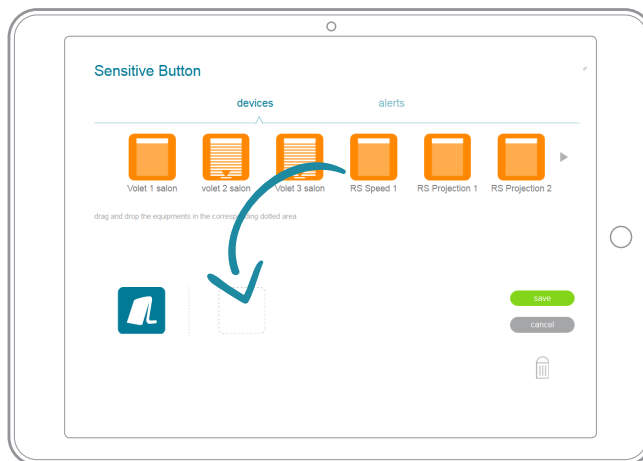 Sensitive Button
devices alerts
Volet 1 salon volet 2 salon Volet 3 salon RS Speed 1 RS Projection 1 RS Projection 2
drag and drop the equipments in the corresponding dotted area
save
cancel